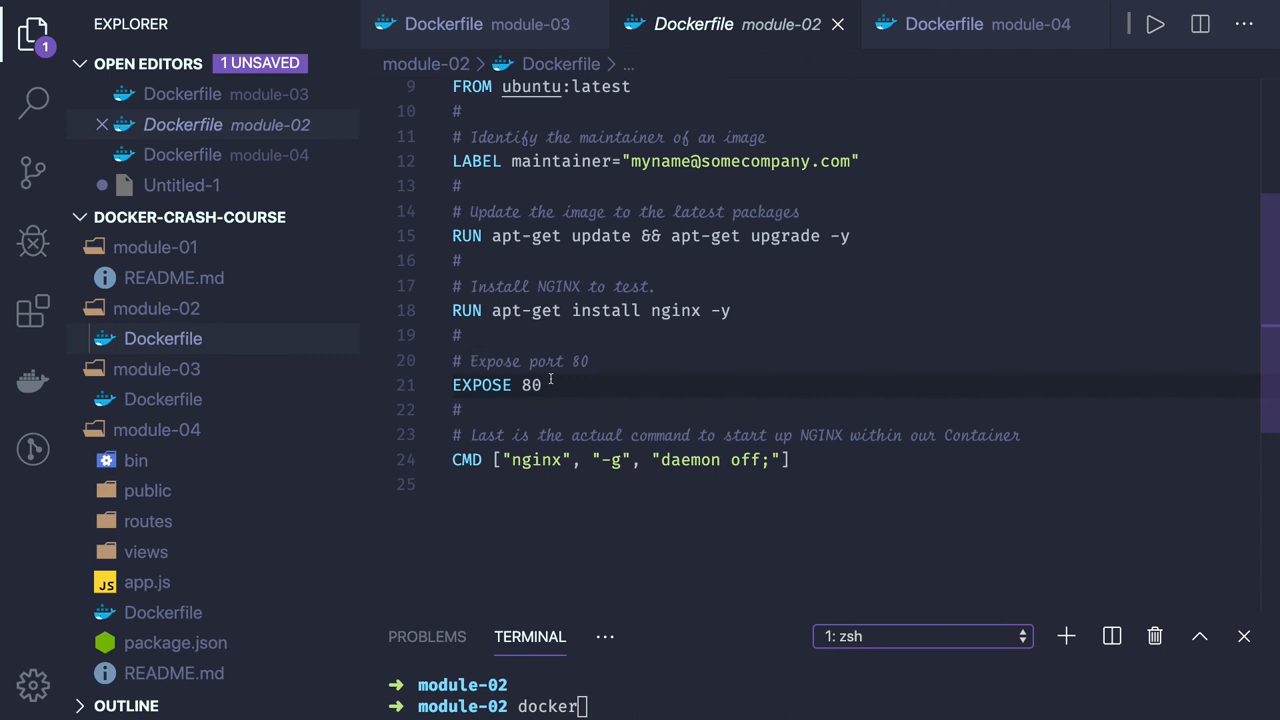 EXPLORER
1
OPEN EDITORS 1 UNSAVED
Dockerfile module-03
Dockerfile module-02
Dockerfile module-04
Untitled-1
DOCKER-CRASH-COURSE
module-01
README.md
module-02
Dockerfile
module-03
Dockerfile
module-04
bin
public
routes
views
JS app.js
Dockerfile
package.json
README.md
OUTLINE
Dockerfile module-03
Dockerfile module-02
Dockerfile module-04
module-02 > Dockerfile > ...
9 FROM ubuntu:latest
10 #
11 # Identify the maintainer of an image
12 LABEL maintainer="myname@somecompany.com"
13 #
14 # Update the image to the latest packages
15 RUN apt-get update && apt-get upgrade -y
16 #
17 # Install NGINX to test.
18 RUN apt-get install nginx -y
19 #
20 # Expose port 80
21 EXPOSE 80
22 #
23 # Last is the actual command to start up NGINX within our Container
24 CMD ["nginx", "-g", "daemon off;"]
25
PROBLEMS TERMINAL ... 1: zsh
➜ module-02
➜ module-02 docker